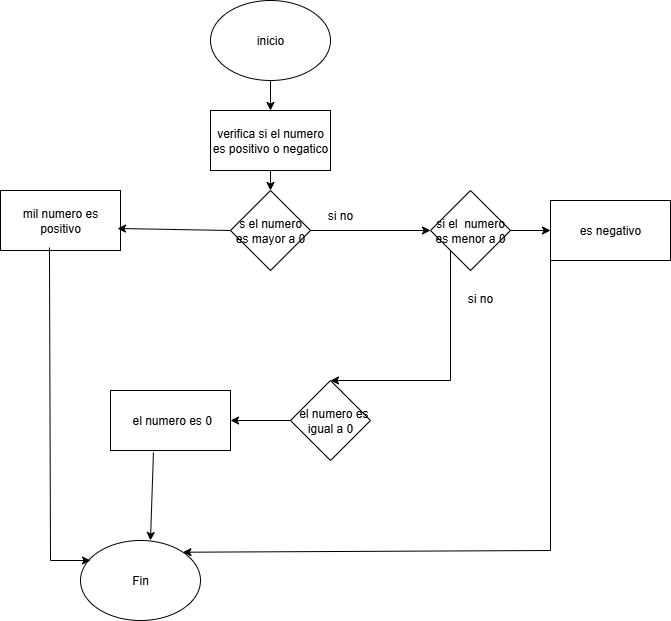 inicio
verifica si el numero
es positivo o negatico
mil numero es
positivo
s el numero
es mayor a 0
si no
si el numero
es menor a 0
es negativo
si no
el numero es 0
el numero es
igual a 0
Fin